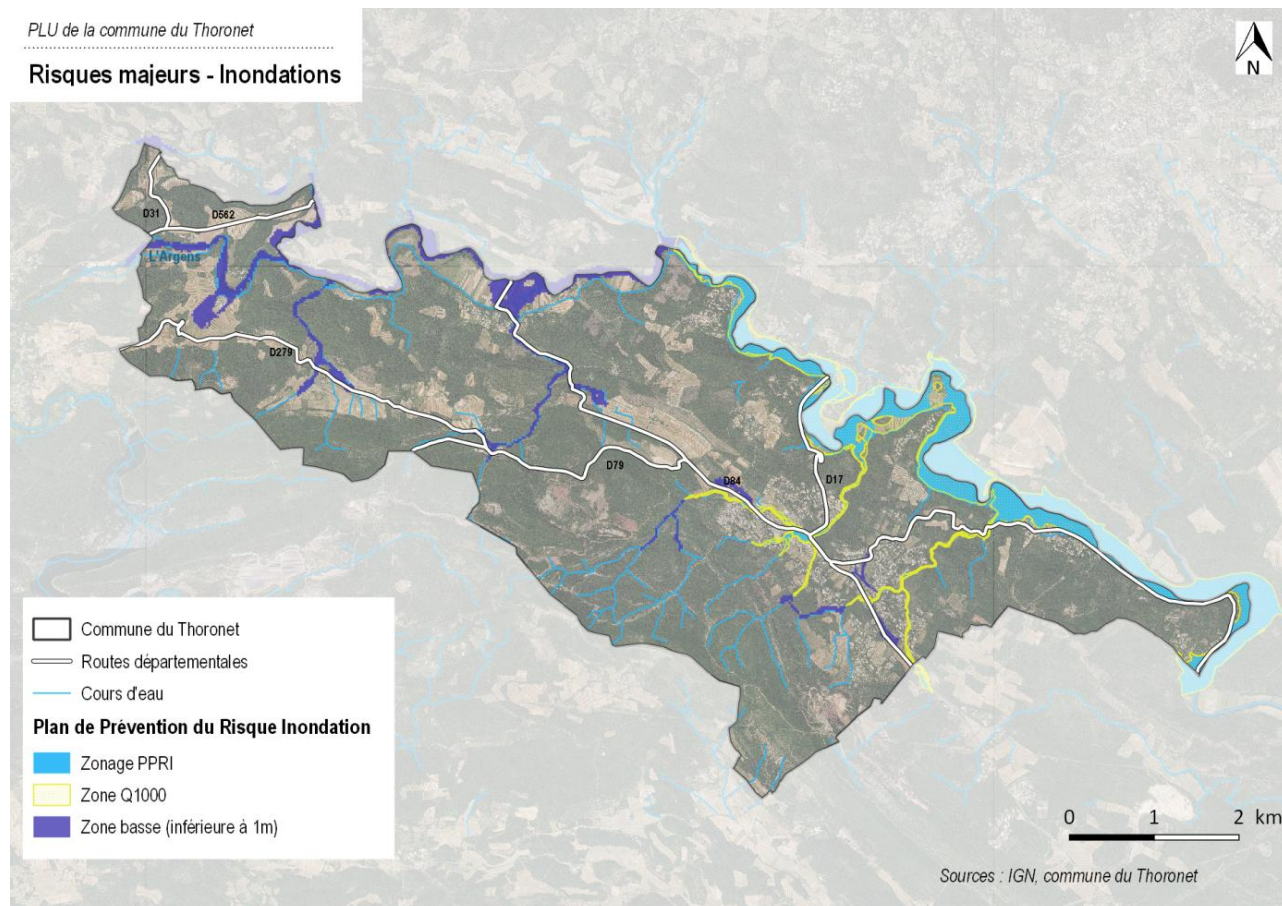 PLU de la commune du Thoronet
Risques majeurs - Inondations
N
D31
D562
L'Argens
D279
D79
D84
D17
Commune du Thoronet
Routes départementales
Cours d'eau
Plan de Prévention du Risque Inondation
Zonage PPRI
Zone Q1000
Zone basse (inférieure à 1m)
0 1 2 km
Sources : IGN, commune du Thoronet